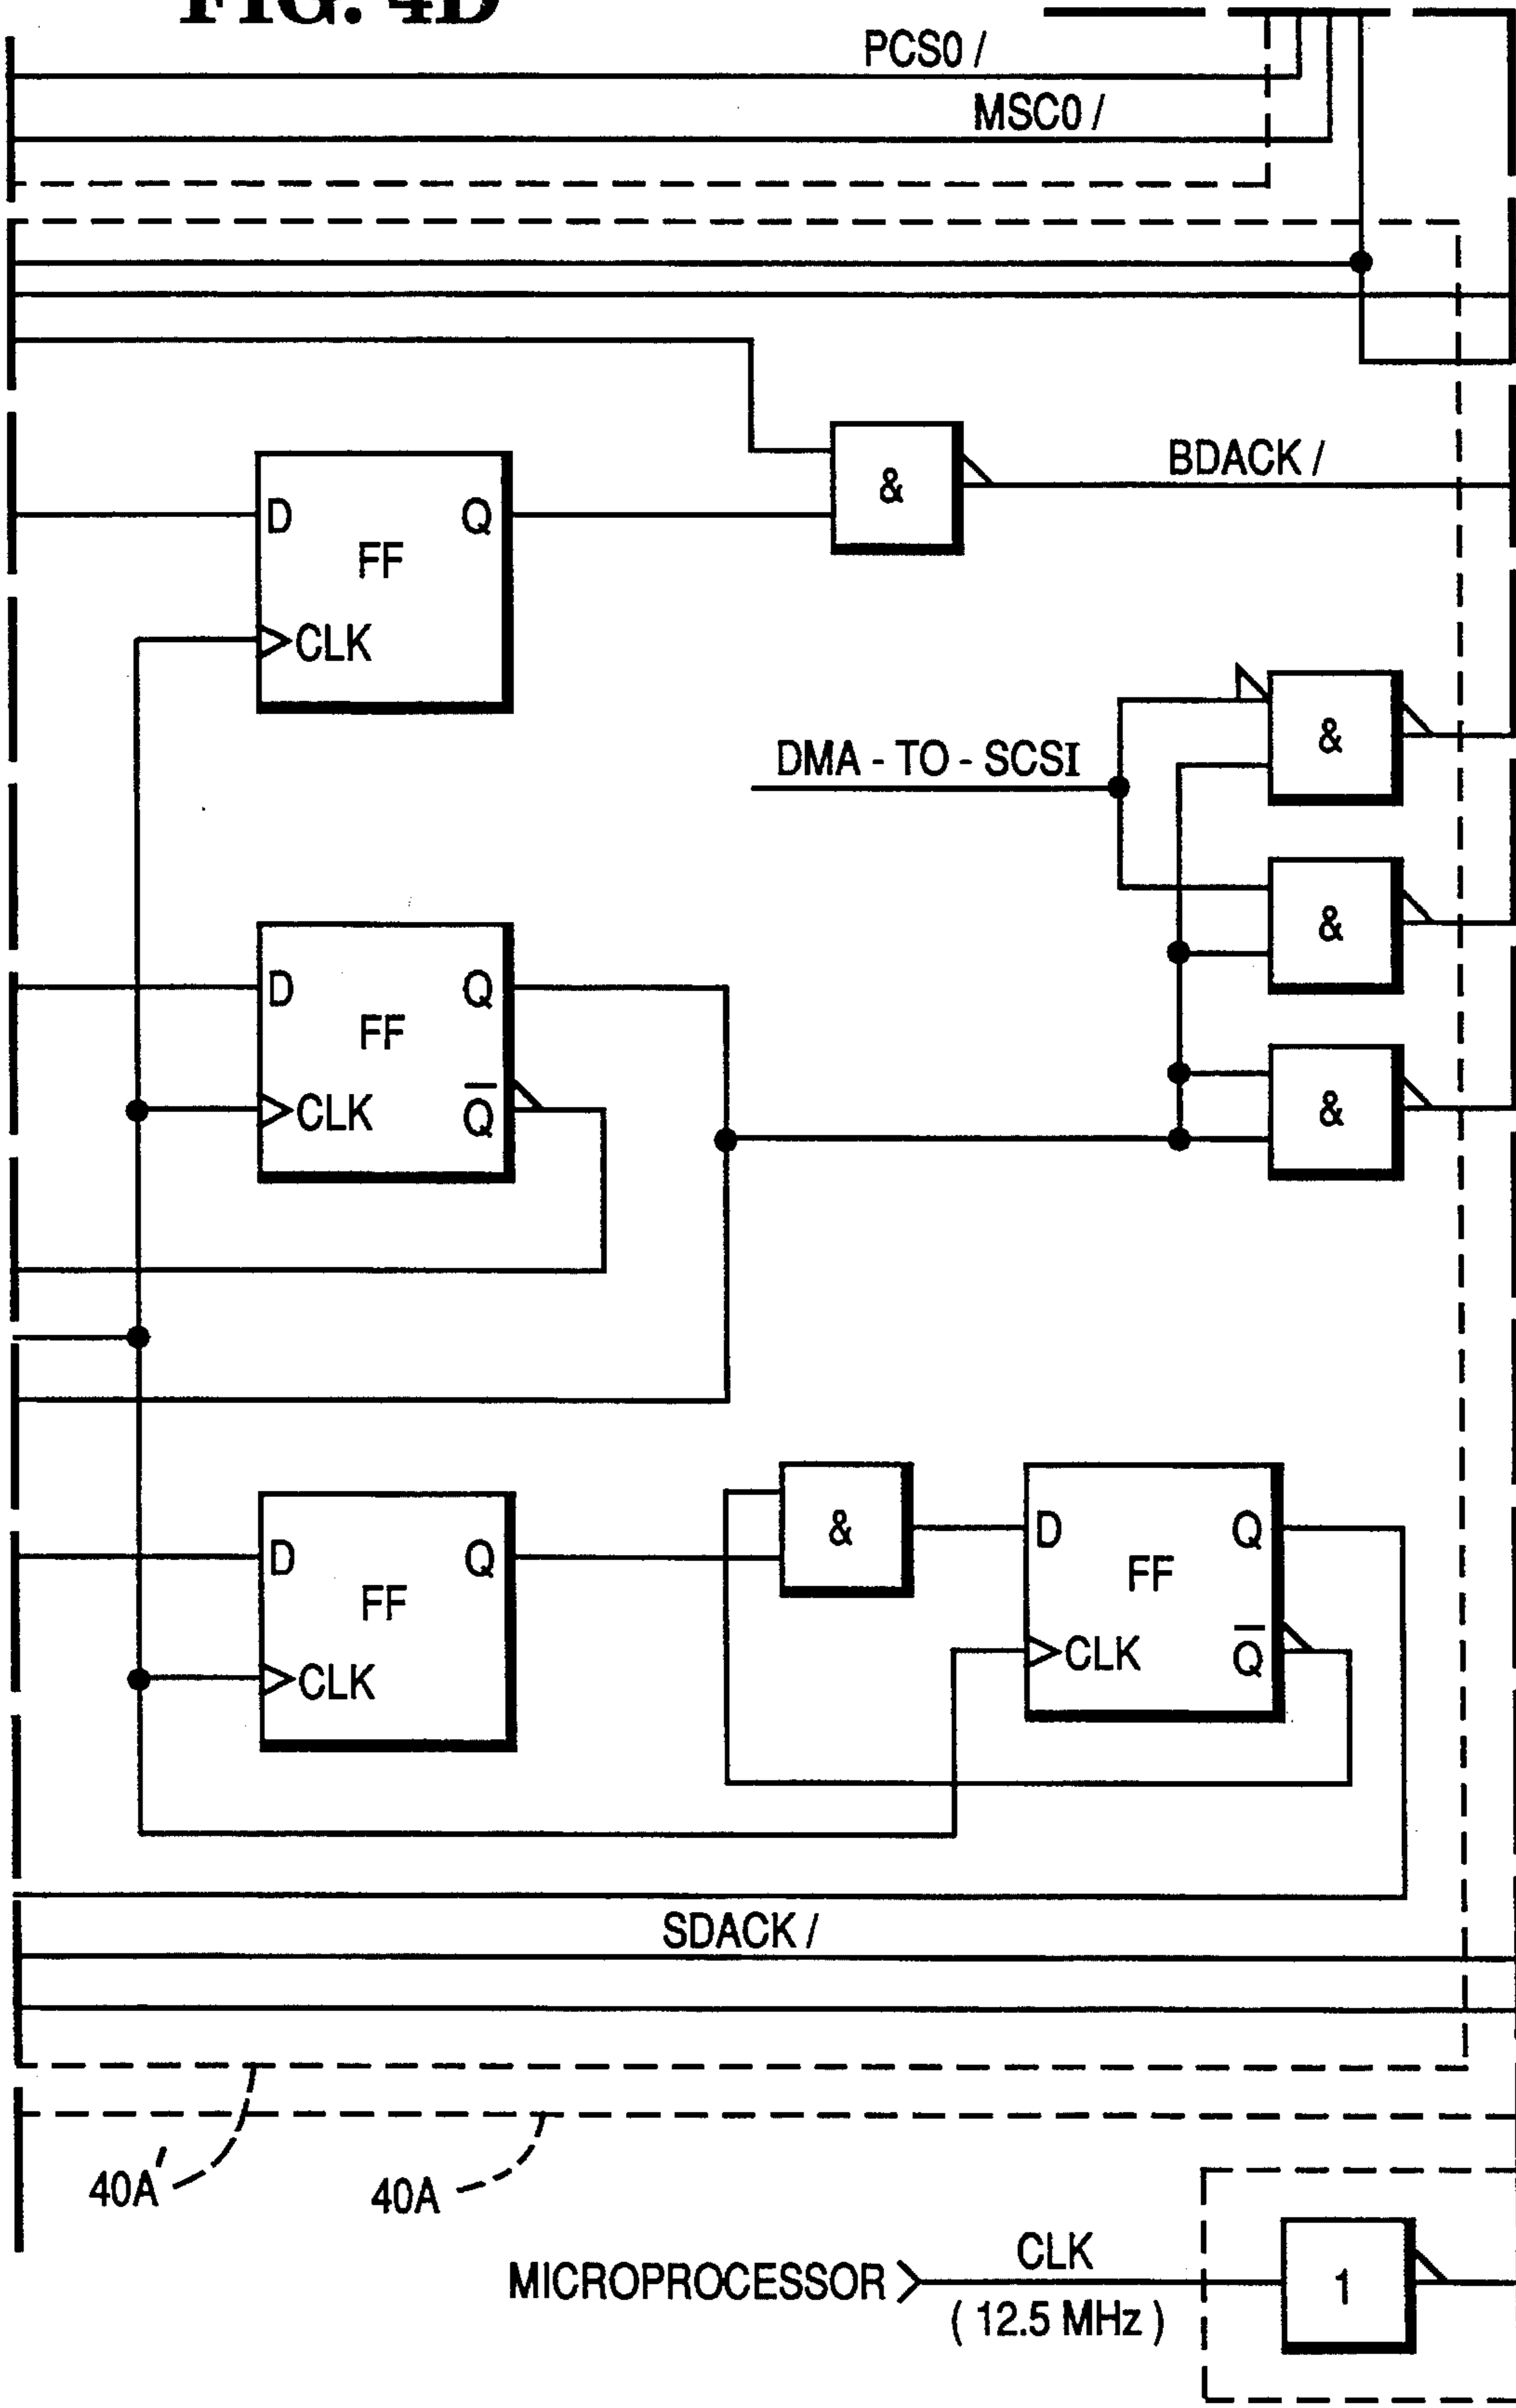 FIG. 4D
PCS0 /
MSC0 /
&
BDACK /
D Q
FF
CLK
&
DMA - TO - SCSI
&
D Q
FF
CLK Q̅
&
&
D Q
FF
CLK
D Q
FF
CLK Q̅
SDACK /
40A'
40A
MICROPROCESSOR
CLK
( 12.5 MHz )
1